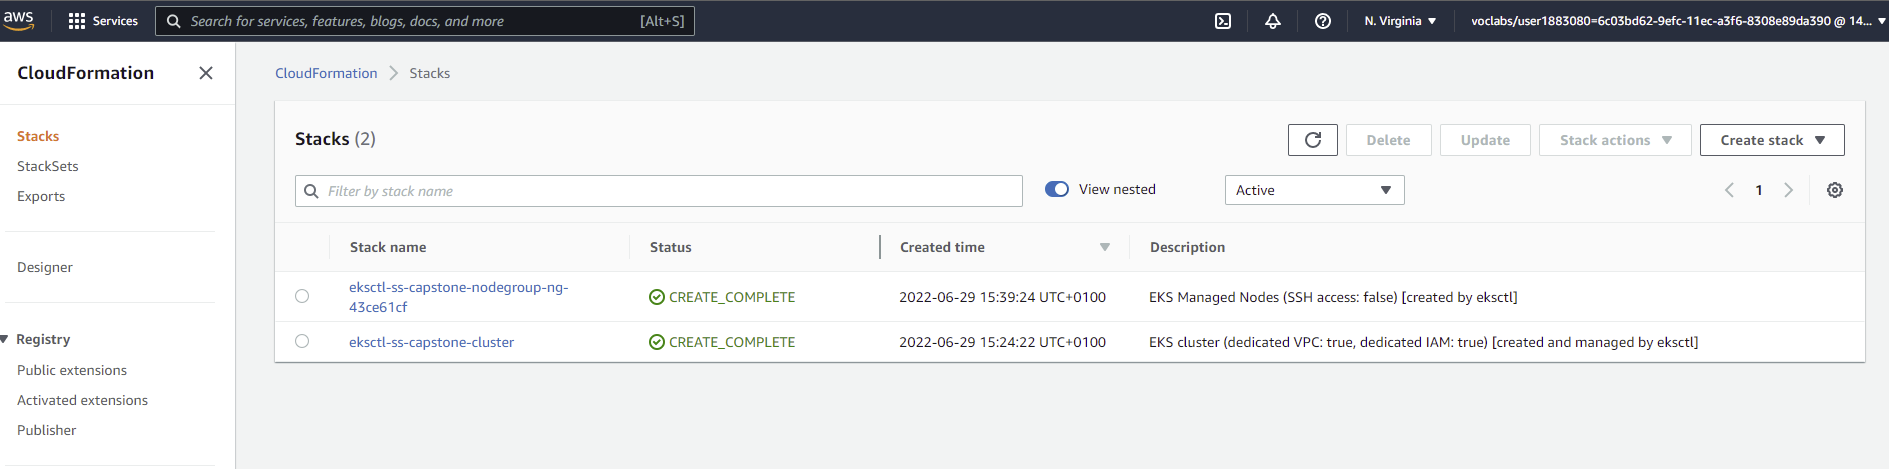 aws
Services
Search for services, features, blogs, docs, and more
[Alt+S]
N. Virginia
voclabs/user1883080=6c03bd62-9efc-11ec-a3f6-8308e89da390 @ 14...
CloudFormation
Stacks
StackSets
Exports
Designer
Registry
Public extensions
Activated extensions
Publisher
CloudFormation
Stacks
Stacks (2)
Delete
Update
Stack actions
Create stack
Filter by stack name
View nested
Active
1
Stack name
Status
Created time
Description
eksctl-ss-capstone-nodegroup-ng-
43ce61cf
CREATE_COMPLETE
2022-06-29 15:39:24 UTC+0100
EKS Managed Nodes (SSH access: false) [created by eksctl]
eksctl-ss-capstone-cluster
CREATE_COMPLETE
2022-06-29 15:24:22 UTC+0100
EKS cluster (dedicated VPC: true, dedicated IAM: true) [created and managed by eksctl]